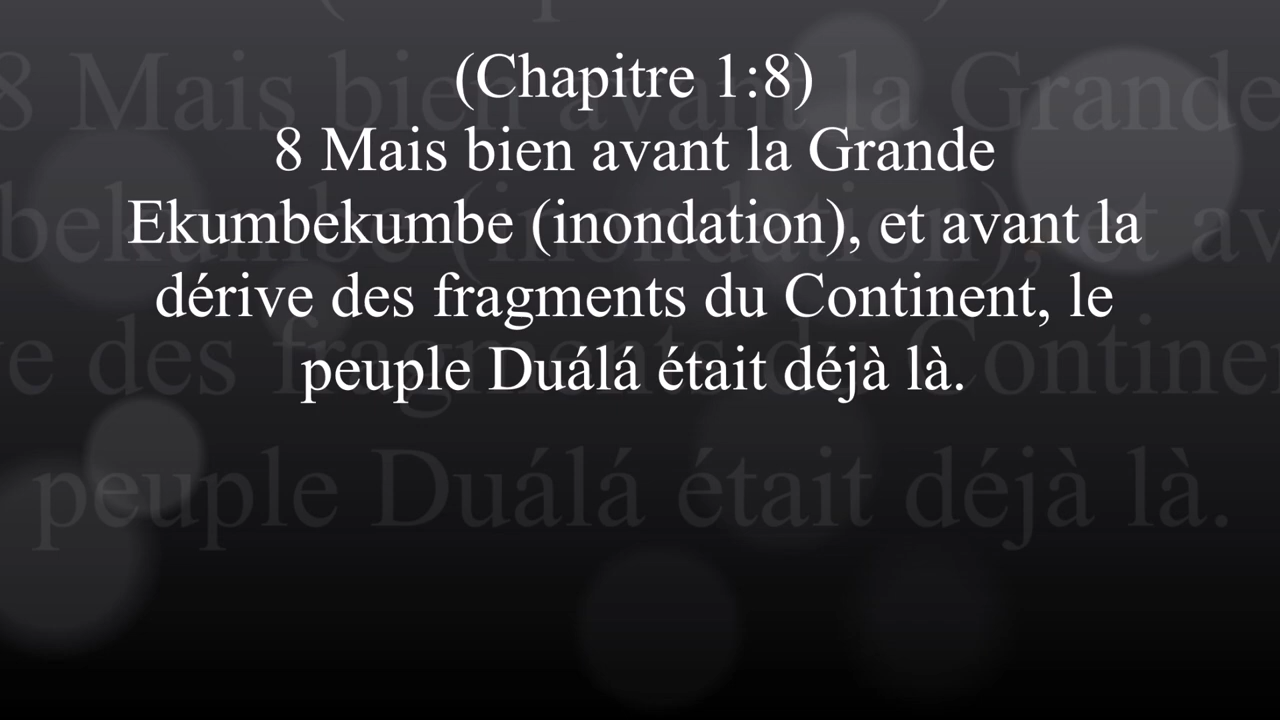 (Chapitre 1:8)
8 Mais bien avant la Grande
Ekumbekumbe (inondation), et avant la
dérive des fragments du Continent, le
peuple Duálá était déjà là.